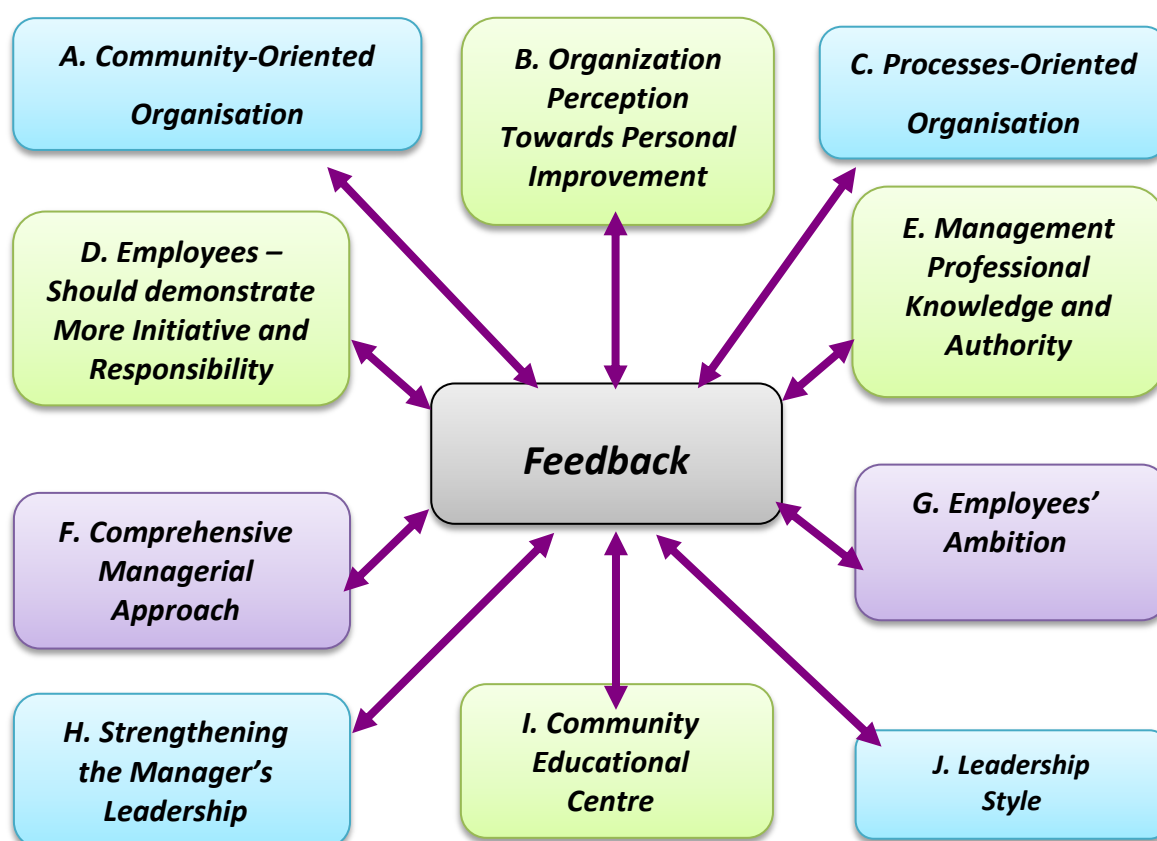 A. Community-Oriented
Organisation
B. Organization
Perception
Towards Personal
Improvement
C. Processes-Oriented
Organisation
D. Employees –
Should demonstrate
More Initiative and
Responsibility
E. Management
Professional
Knowledge and
Authority
Feedback
F. Comprehensive
Managerial
Approach
G. Employees’
Ambition
H. Strengthening
the Manager’s
Leadership
I. Community
Educational
Centre
J. Leadership
Style